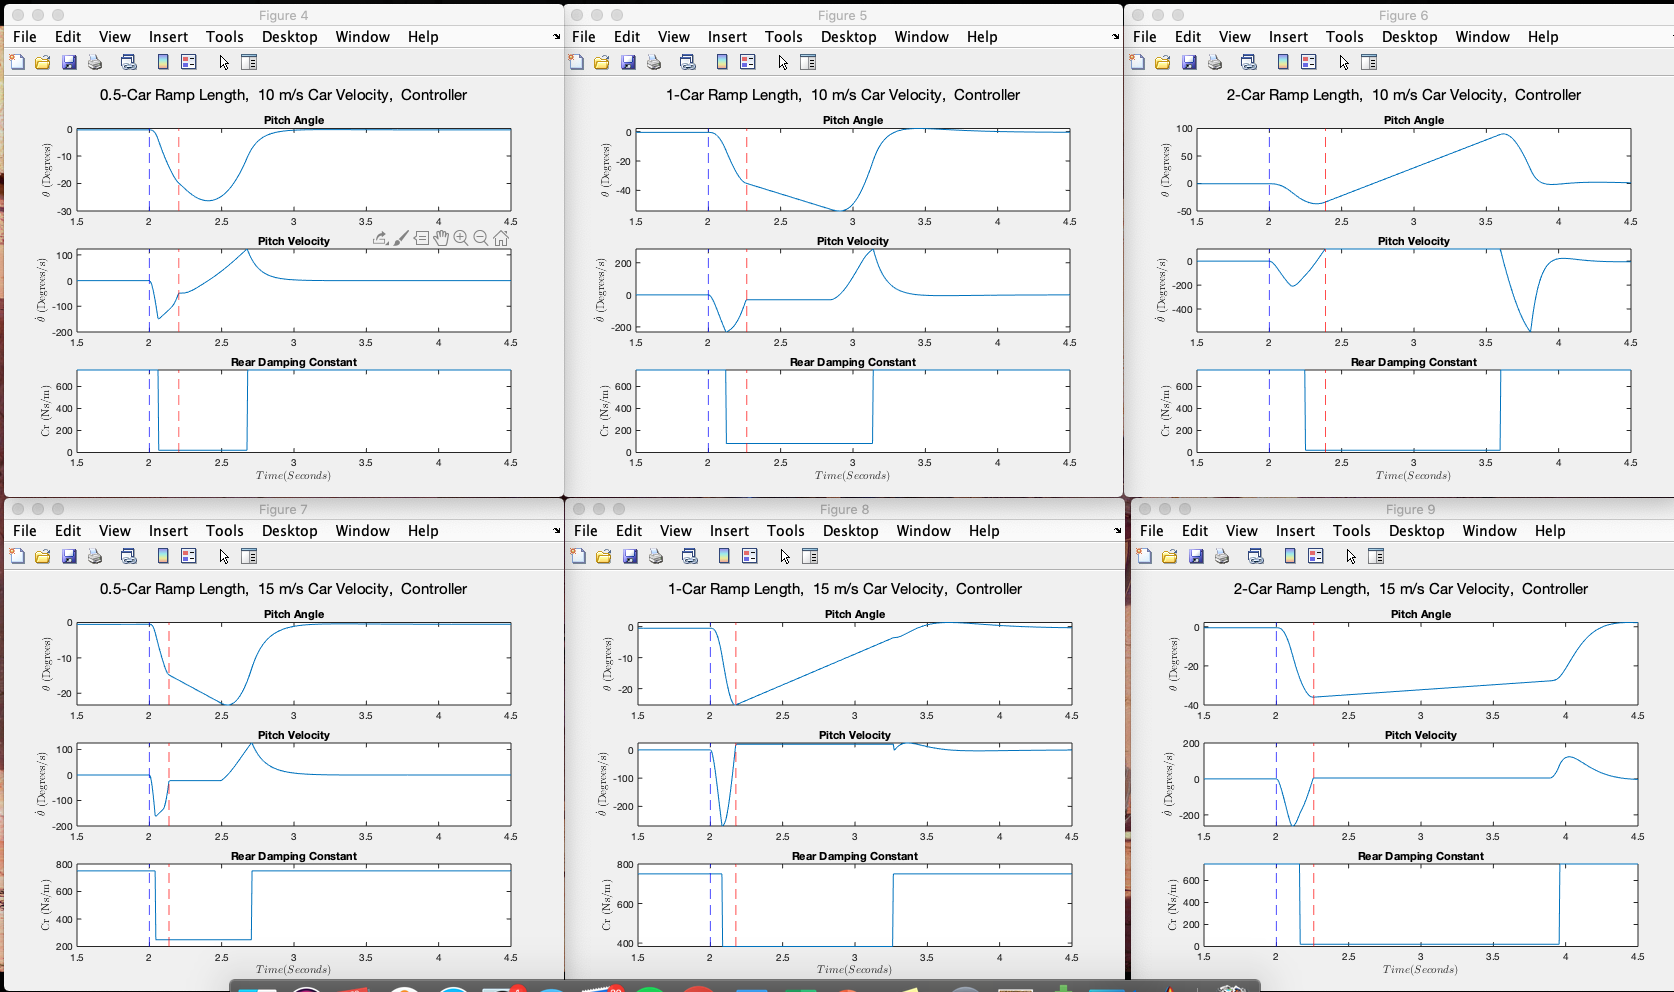 Figure 4
File Edit View Insert Tools Desktop Window Help
0.5-Car Ramp Length, 10 m/s Car Velocity, Controller
Pitch Angle
θ (Degrees)
0
-10
-20
-30
1.5 2 2.5 3 3.5 4 4.5
Pitch Velocity
θ̇ (Degrees/s)
100
0
-100
-200
1.5 2 2.5 3 3.5 4 4.5
Rear Damping Constant
Cr (Ns/m)
600
400
200
0
1.5 2 2.5 3 3.5 4 4.5
Time(Seconds)
Figure 5
File Edit View Insert Tools Desktop Window Help
1-Car Ramp Length, 10 m/s Car Velocity, Controller
Pitch Angle
θ (Degrees)
0
-20
-40
1.5 2 2.5 3 3.5 4 4.5
Pitch Velocity
θ̇ (Degrees/s)
200
0
-200
1.5 2 2.5 3 3.5 4 4.5
Rear Damping Constant
Cr (Ns/m)
600
400
200
0
1.5 2 2.5 3 3.5 4 4.5
Time(Seconds)
Figure 6
File Edit View Insert Tools Desktop Window Help
2-Car Ramp Length, 10 m/s Car Velocity, Controller
Pitch Angle
θ (Degrees)
100
50
0
-50
1.5 2 2.5 3 3.5 4 4.5
Pitch Velocity
θ̇ (Degrees/s)
0
-200
-400
1.5 2 2.5 3 3.5 4 4.5
Rear Damping Constant
Cr (Ns/m)
600
400
200
0
1.5 2 2.5 3 3.5 4 4.5
Time(Seconds)
Figure 7
File Edit View Insert Tools Desktop Window Help
0.5-Car Ramp Length, 15 m/s Car Velocity, Controller
Pitch Angle
θ (Degrees)
0
-10
-20
1.5 2 2.5 3 3.5 4 4.5
Pitch Velocity
θ̇ (Degrees/s)
100
0
-100
-200
1.5 2 2.5 3 3.5 4 4.5
Rear Damping Constant
Cr (Ns/m)
800
600
400
200
1.5 2 2.5 3 3.5 4 4.5
Time(Seconds)
Figure 8
File Edit View Insert Tools Desktop Window Help
1-Car Ramp Length, 15 m/s Car Velocity, Controller
Pitch Angle
θ (Degrees)
0
-10
-20
1.5 2 2.5 3 3.5 4 4.5
Pitch Velocity
θ̇ (Degrees/s)
0
-100
-200
1.5 2 2.5 3 3.5 4 4.5
Rear Damping Constant
Cr (Ns/m)
800
600
400
1.5 2 2.5 3 3.5 4 4.5
Time(Seconds)
Figure 9
File Edit View Insert Tools Desktop Window Help
2-Car Ramp Length, 15 m/s Car Velocity, Controller
Pitch Angle
θ (Degrees)
0
-20
-40
1.5 2 2.5 3 3.5 4 4.5
Pitch Velocity
θ̇ (Degrees/s)
200
0
-200
1.5 2 2.5 3 3.5 4 4.5
Rear Damping Constant
Cr (Ns/m)
600
400
200
0
1.5 2 2.5 3 3.5 4 4.5
Time(Seconds)